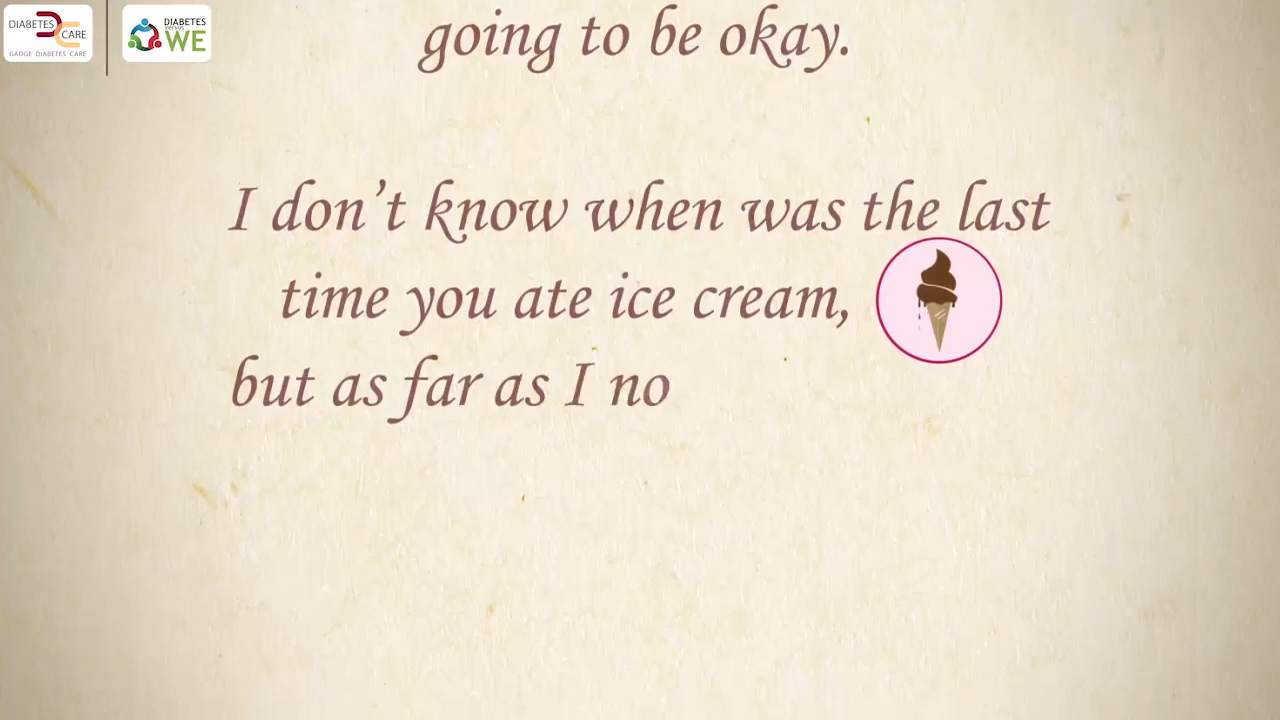 DIABETES
CARE
GADGE DIABETES CARE
DIABETES
versus
WE
going to be okay.
I don’t know when was the last
time you ate ice cream,
but as far as I no